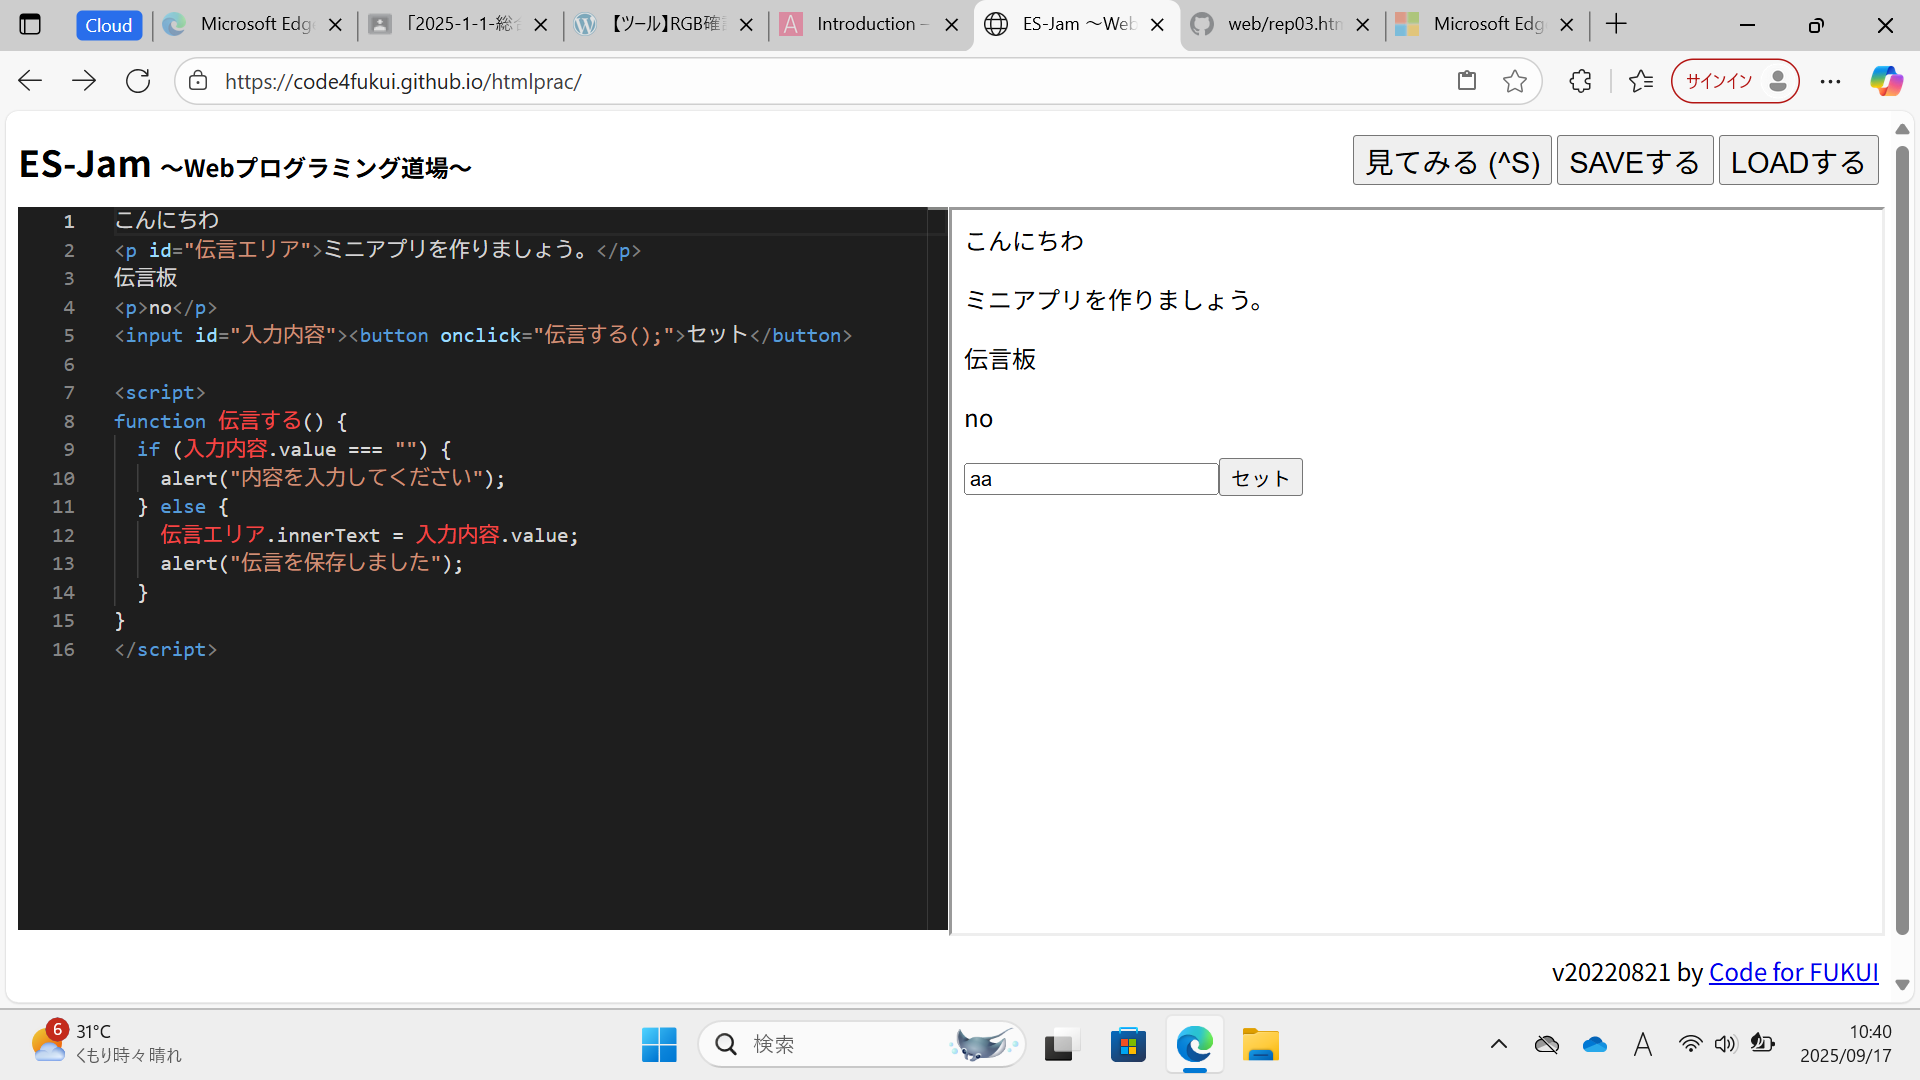 Cloud
Microsoft Edg
「2025-1-1-総合
【ツール】RGB確認
Introduction –
ES-Jam 〜Web
web/rep03.htm
Microsoft Edg
https://code4fukui.github.io/htmlprac/
サインイン
ES-Jam 〜Webプログラミング道場〜
見てみる (^S)
SAVEする
LOADする
1 こんにちわ
2 <p id="伝言エリア">ミニアプリを作りましょう。</p>
3 伝言板
4 <p>no</p>
5 <input id="入力内容"><button onclick="伝言する();">セット</button>
6
7 <script>
8 function 伝言する() {
9   if (入力内容.value === "") {
10     alert("内容を入力してください");
11   } else {
12     伝言エリア.innerText = 入力内容.value;
13     alert("伝言を保存しました");
14   }
15 }
16 </script>
こんにちわ
ミニアプリを作りましょう。
伝言板
no
aa
セット
v20220821 by Code for FUKUI
6
31°C
くもり時々晴れ
検索
A
10:40
2025/09/17